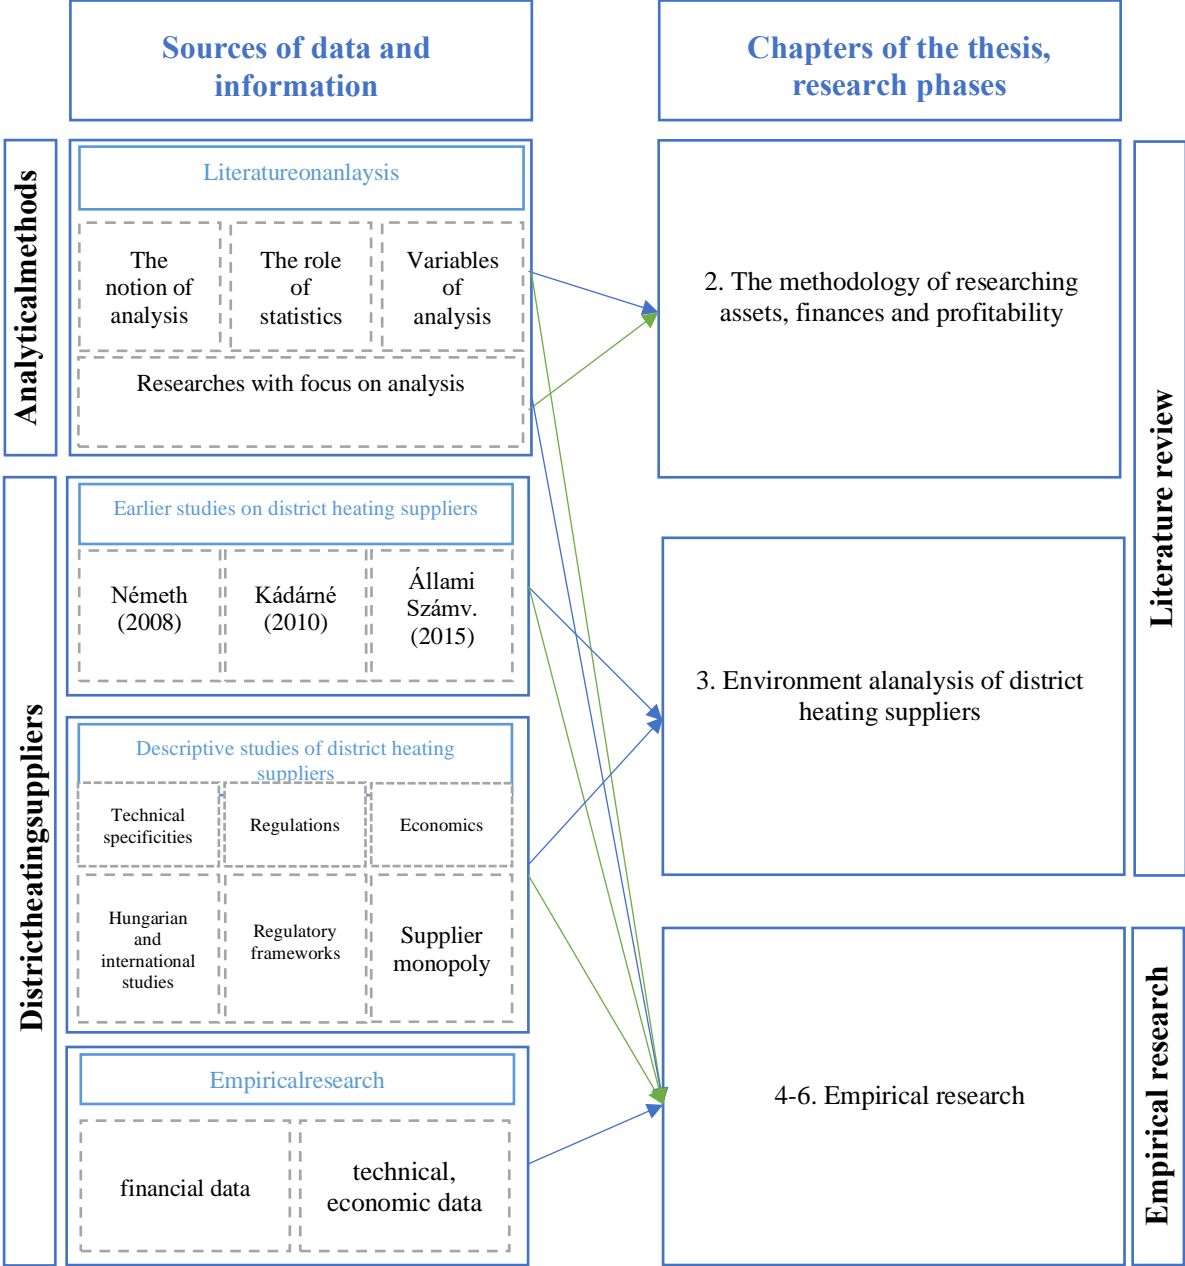 Sources of data and
information
Chapters of the thesis,
research phases
Analyticalmethods
Literatureonanlaysis
The
notion of
analysis
The role
of
statistics
Variables
of
analysis
Researches with focus on analysis
2. The methodology of researching
assets, finances and profitability
Literature review
Districtheatingsuppliers
Earlier studies on district heating suppliers
Németh
(2008)
Kádárné
(2010)
Állami
Számv.
(2015)
3. Environment alanalysis of district
heating suppliers
Descriptive studies of district heating
suppliers
Technical
specificities
Regulations
Economics
Hungarian
and
international
studies
Regulatory
frameworks
Supplier
monopoly
Empiricalresearch
financial data
technical,
economic data
4-6. Empirical research
Empirical research